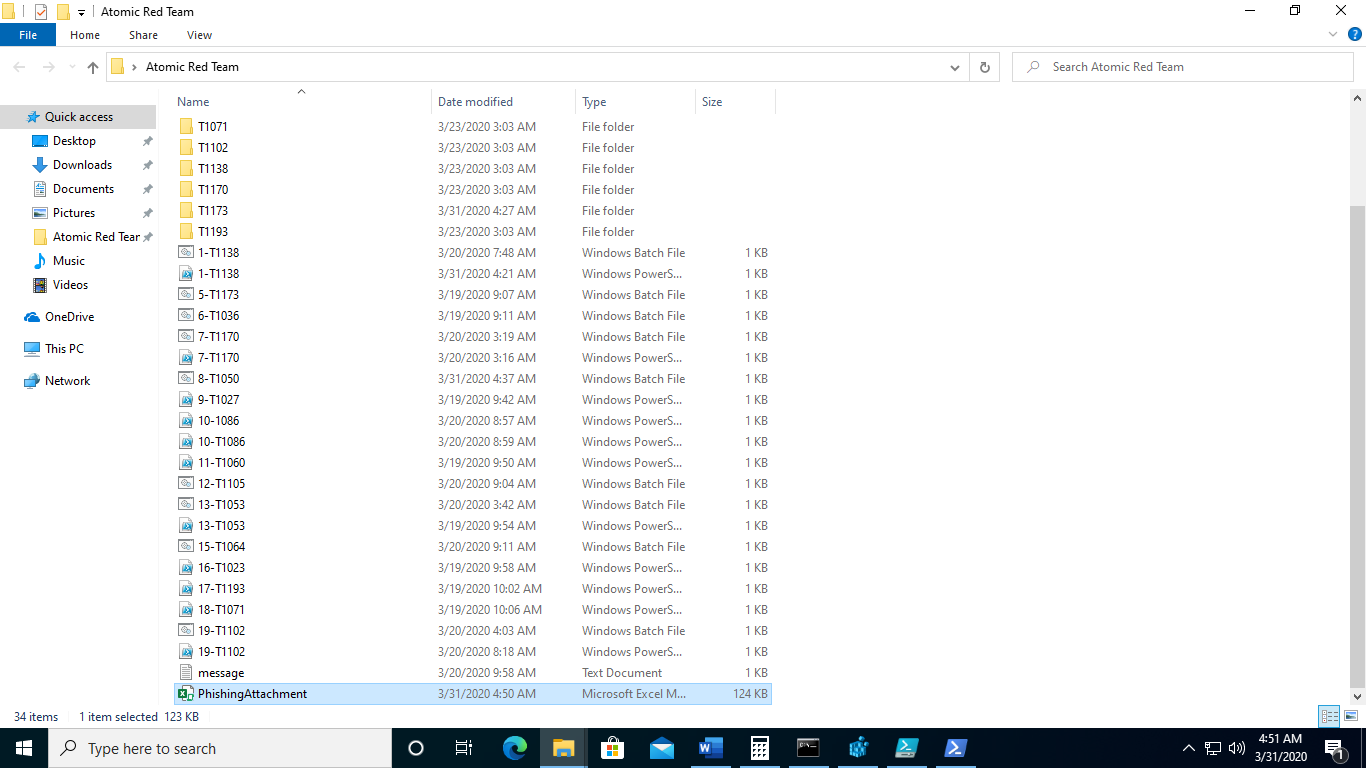 Atomic Red Team
File Home Share View
Atomic Red Team
Search Atomic Red Team
Name Date modified Type Size
Quick access
Desktop
Downloads
Documents
Pictures
Atomic Red Tear
Music
Videos
OneDrive
This PC
Network
T1071 3/23/2020 3:03 AM File folder
T1102 3/23/2020 3:03 AM File folder
T1138 3/23/2020 3:03 AM File folder
T1170 3/23/2020 3:03 AM File folder
T1173 3/31/2020 4:27 AM File folder
T1193 3/23/2020 3:03 AM File folder
1-T1138 3/20/2020 7:48 AM Windows Batch File 1 KB
1-T1138 3/31/2020 4:21 AM Windows PowerS... 1 KB
5-T1173 3/19/2020 9:07 AM Windows Batch File 1 KB
6-T1036 3/19/2020 9:11 AM Windows Batch File 1 KB
7-T1170 3/20/2020 3:19 AM Windows Batch File 1 KB
7-T1170 3/20/2020 3:16 AM Windows PowerS... 1 KB
8-T1050 3/31/2020 4:37 AM Windows Batch File 1 KB
9-T1027 3/19/2020 9:42 AM Windows PowerS... 1 KB
10-1086 3/20/2020 8:57 AM Windows PowerS... 1 KB
10-T1086 3/20/2020 8:59 AM Windows PowerS... 1 KB
11-T1060 3/19/2020 9:50 AM Windows PowerS... 1 KB
12-T1105 3/20/2020 9:04 AM Windows Batch File 1 KB
13-T1053 3/20/2020 3:42 AM Windows Batch File 1 KB
13-T1053 3/19/2020 9:54 AM Windows PowerS... 1 KB
15-T1064 3/20/2020 9:11 AM Windows Batch File 1 KB
16-T1023 3/19/2020 9:58 AM Windows PowerS... 1 KB
17-T1193 3/19/2020 10:02 AM Windows PowerS... 1 KB
18-T1071 3/19/2020 10:06 AM Windows PowerS... 1 KB
19-T1102 3/20/2020 4:03 AM Windows Batch File 1 KB
19-T1102 3/20/2020 8:18 AM Windows PowerS... 1 KB
message 3/20/2020 9:58 AM Text Document 1 KB
PhishingAttachment 3/31/2020 4:50 AM Microsoft Excel M... 124 KB
34 items 1 item selected 123 KB
Type here to search
4:51 AM
3/31/2020
1